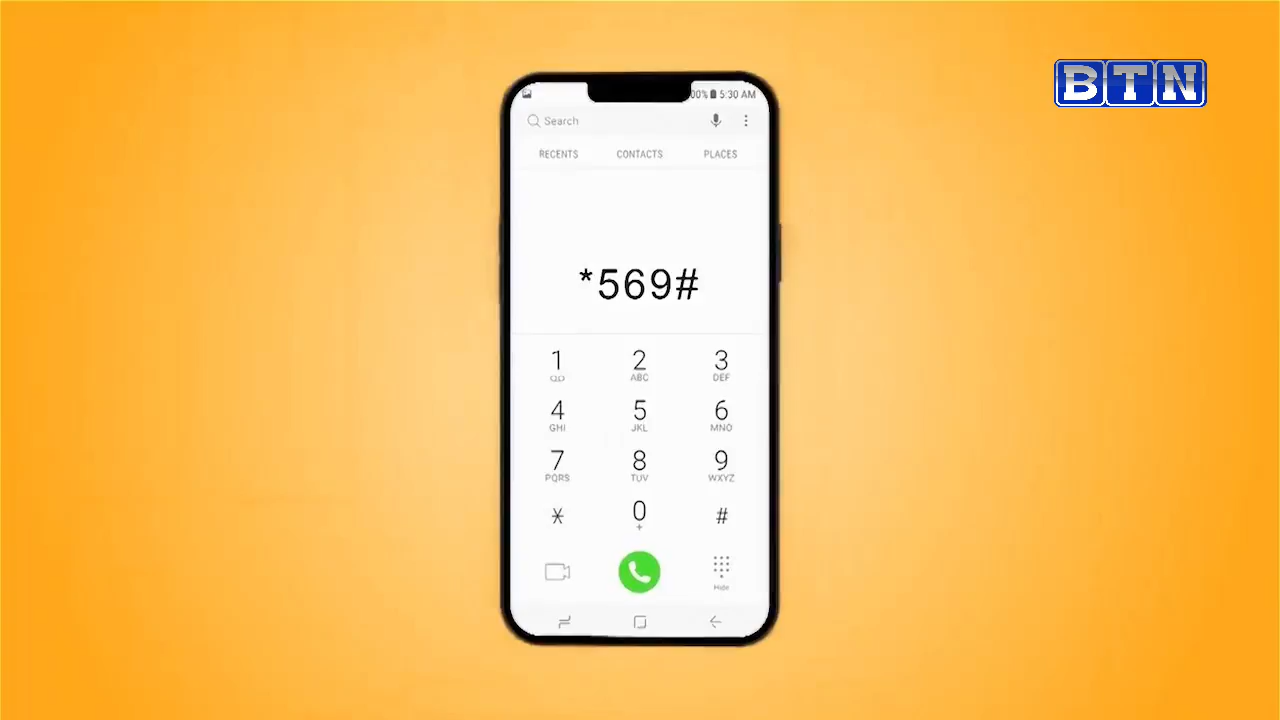 BTN
00% 5:30 AM
Search
RECENTS CONTACTS PLACES
*569#
1 2 3
ABC DEF
4 5 6
GHI JKL MNO
7 8 9
PQRS TUV WXYZ
* 0 #
+
Hide